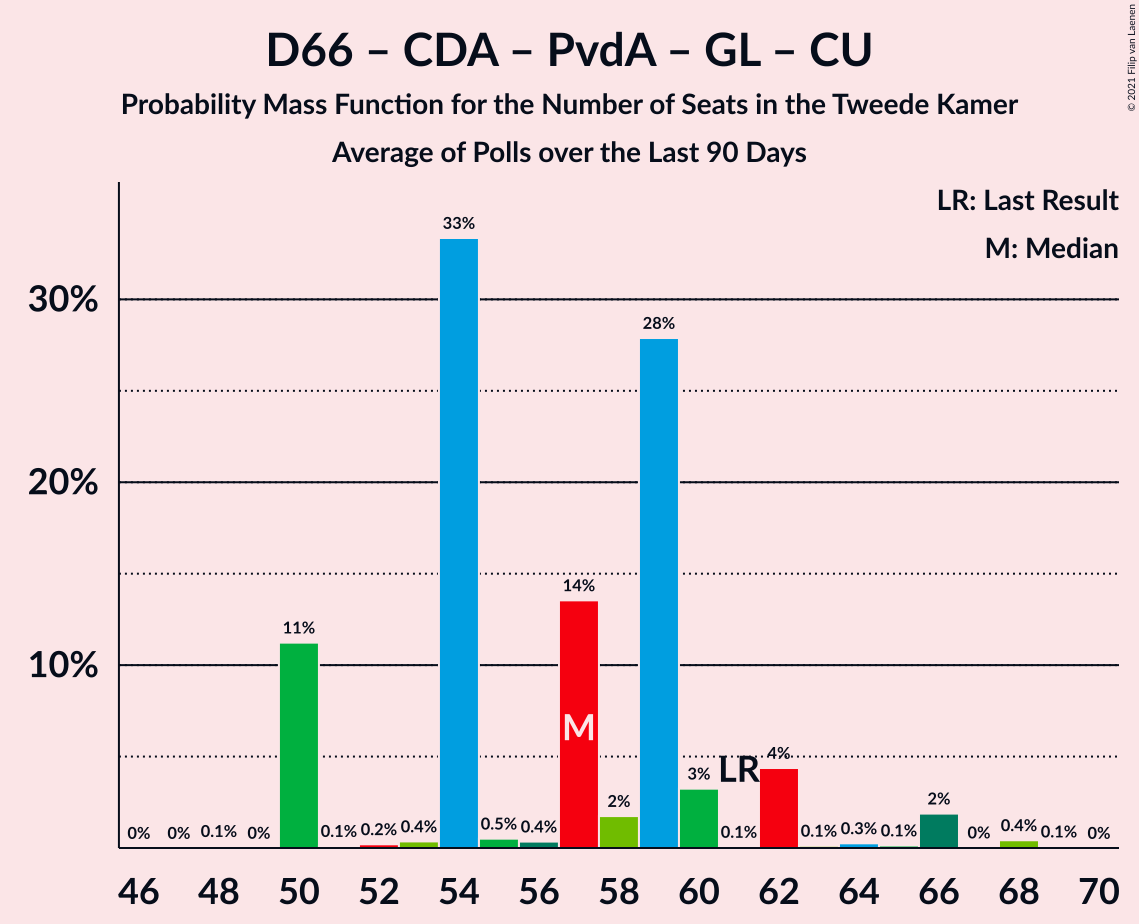 D66 – CDA – PvdA – GL – CU
Probability Mass Function for the Number of Seats in the Tweede Kamer
Average of Polls over the Last 90 Days
© 2021 Filip van Laenen
LR: Last Result
M: Median
30%
20%
10%
0% 0% 0.1% 0% 11% 0.1% 0.2% 0.4% 33% 0.5% 0.4% 14% 2% 28% 3% 0.1% 4% 0.1% 0.3% 0.1% 2% 0% 0.4% 0.1% 0%
M
LR
46 48 50 52 54 56 58 60 62 64 66 68 70